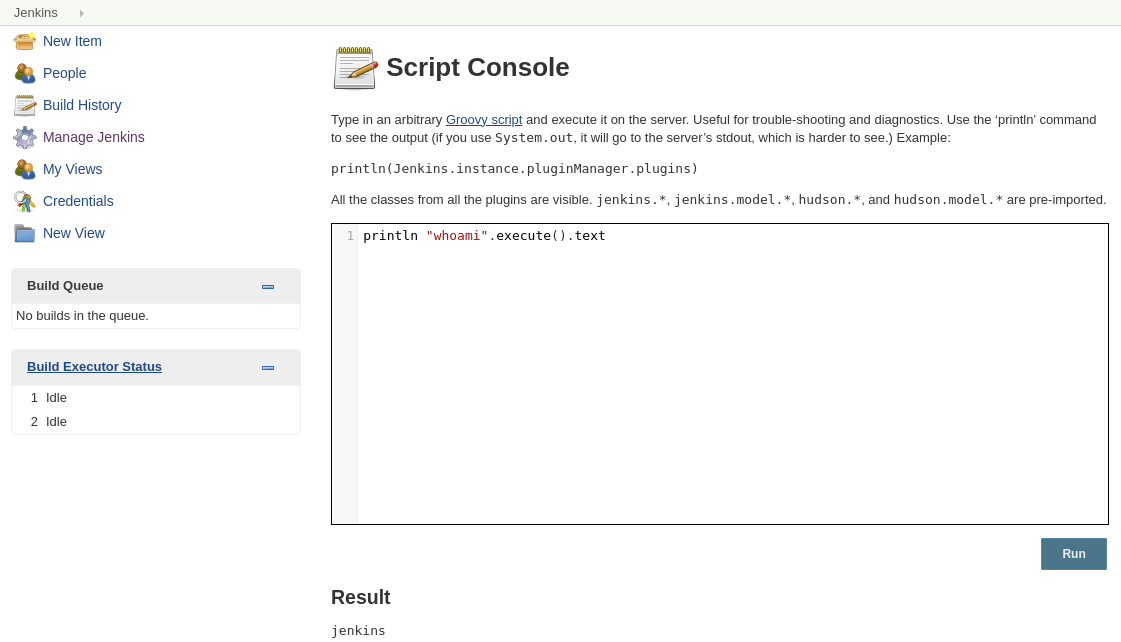 Jenkins
New Item
People
Build History
Manage Jenkins
My Views
Credentials
New View
Build Queue
No builds in the queue.
Build Executor Status
1 Idle
2 Idle
Script Console
Type in an arbitrary Groovy script and execute it on the server. Useful for trouble-shooting and diagnostics. Use the ‘println’ command
to see the output (if you use System.out, it will go to the server’s stdout, which is harder to see.) Example:
println(Jenkins.instance.pluginManager.plugins)
All the classes from all the plugins are visible. jenkins.*, jenkins.model.*, hudson.*, and hudson.model.* are pre-imported.
1 println "whoami".execute().text
Run
Result
jenkins